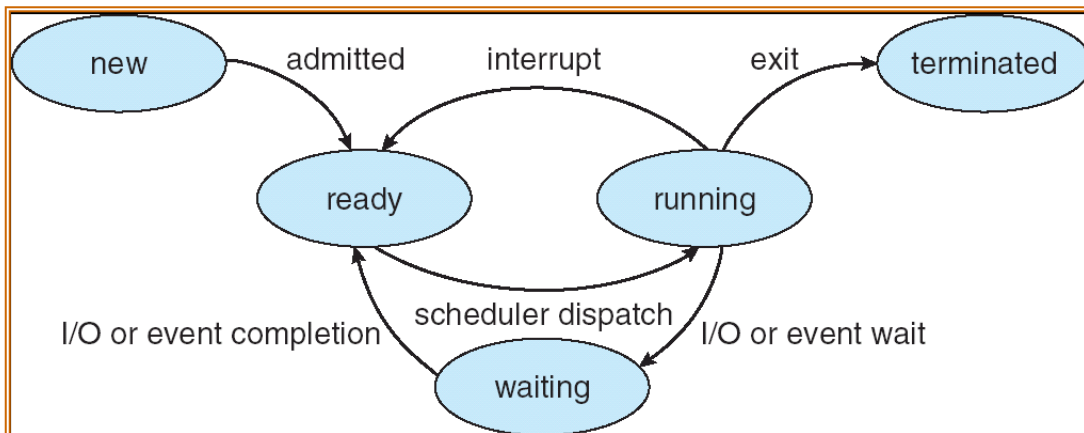 new
admitted
interrupt
exit
terminated
ready
running
I/O or event completion
scheduler dispatch
I/O or event wait
waiting